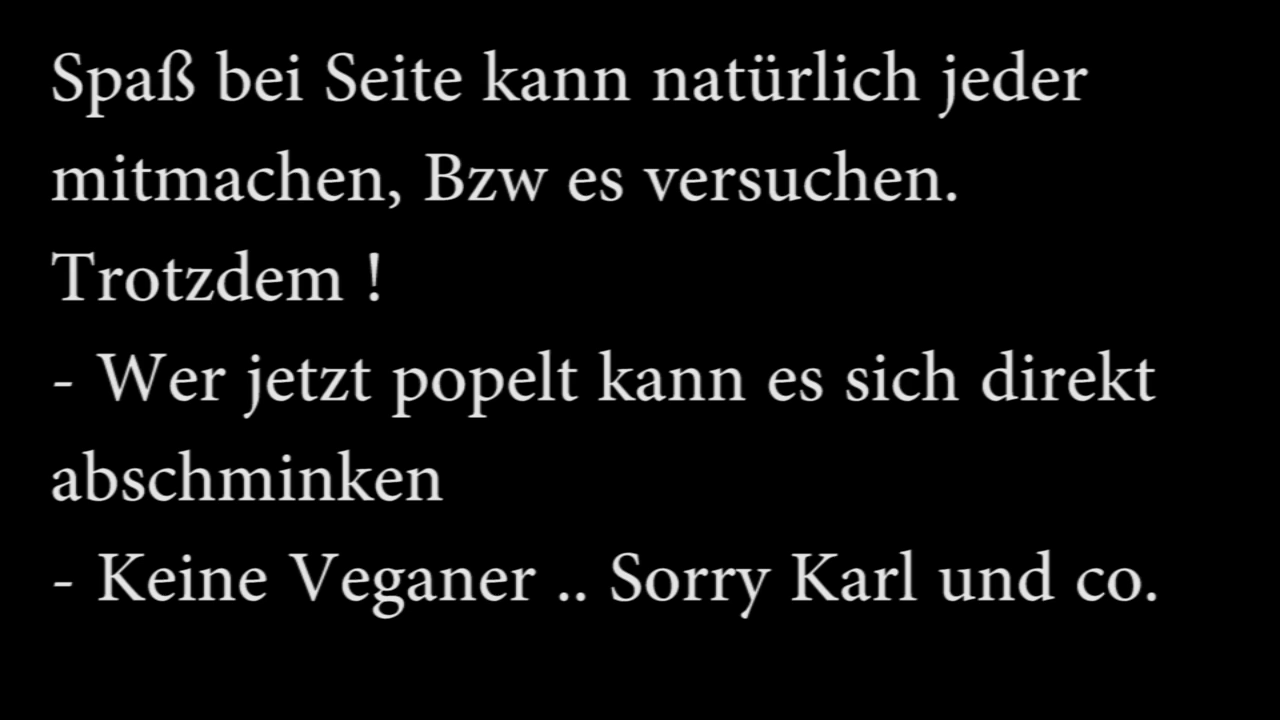 Spaß bei Seite kann natürlich jeder
mitmachen, Bzw es versuchen.
Trotzdem !
- Wer jetzt popelt kann es sich direkt
abschminken
- Keine Veganer .. Sorry Karl und co.